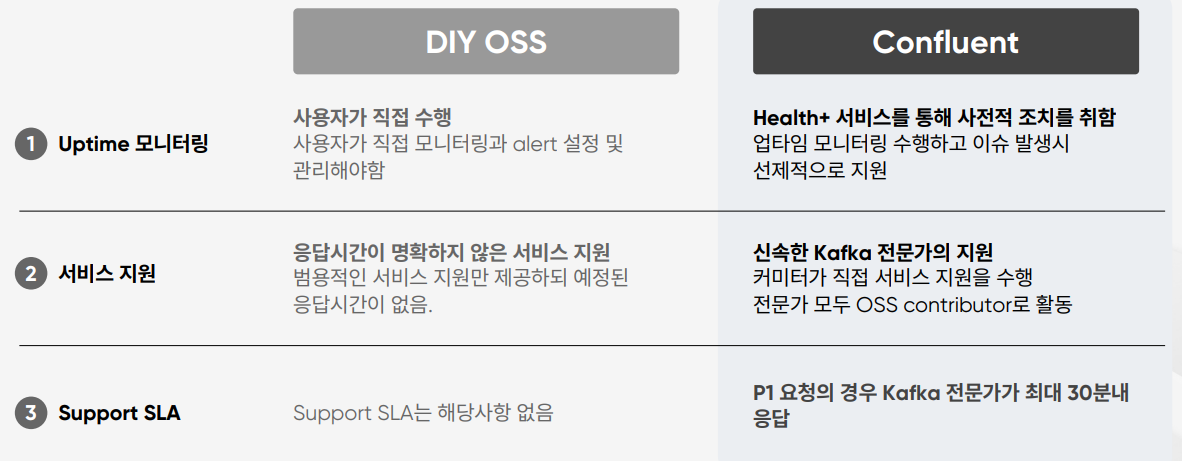 DIY OSS
Confluent
1
Uptime 모니터링
사용자가 직접 수행
사용자가 직접 모니터링과 alert 설정 및
관리해야함
Health+ 서비스를 통해 사전적 조치를 취함
업타임 모니터링 수행하고 이슈 발생시
선제적으로 지원
2
서비스 지원
응답시간이 명확하지 않은 서비스 지원
범용적인 서비스 지원만 제공하되 예정된
응답시간이 없음.
신속한 Kafka 전문가의 지원
커미터가 직접 서비스 지원을 수행
전문가 모두 OSS contributor로 활동
3
Support SLA
Support SLA는 해당사항 없음
P1 요청의 경우 Kafka 전문가가 최대 30분내
응답